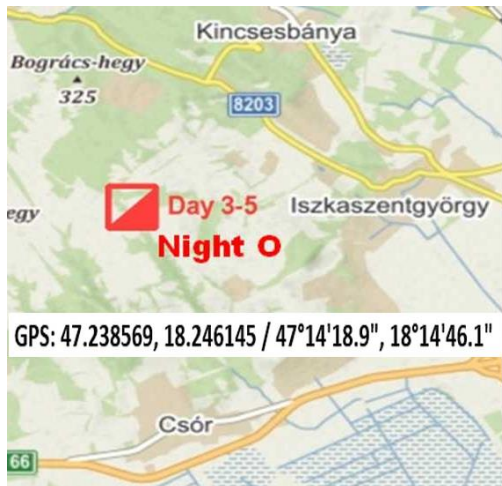 Kincsesbánya
Bogrács-hegy
325
8203
egy
Day 3-5
Iszkaszentgyörgy
Night O
GPS: 47.238569, 18.246145 / 47°14'18.9", 18°14'46.1"
Csór
66